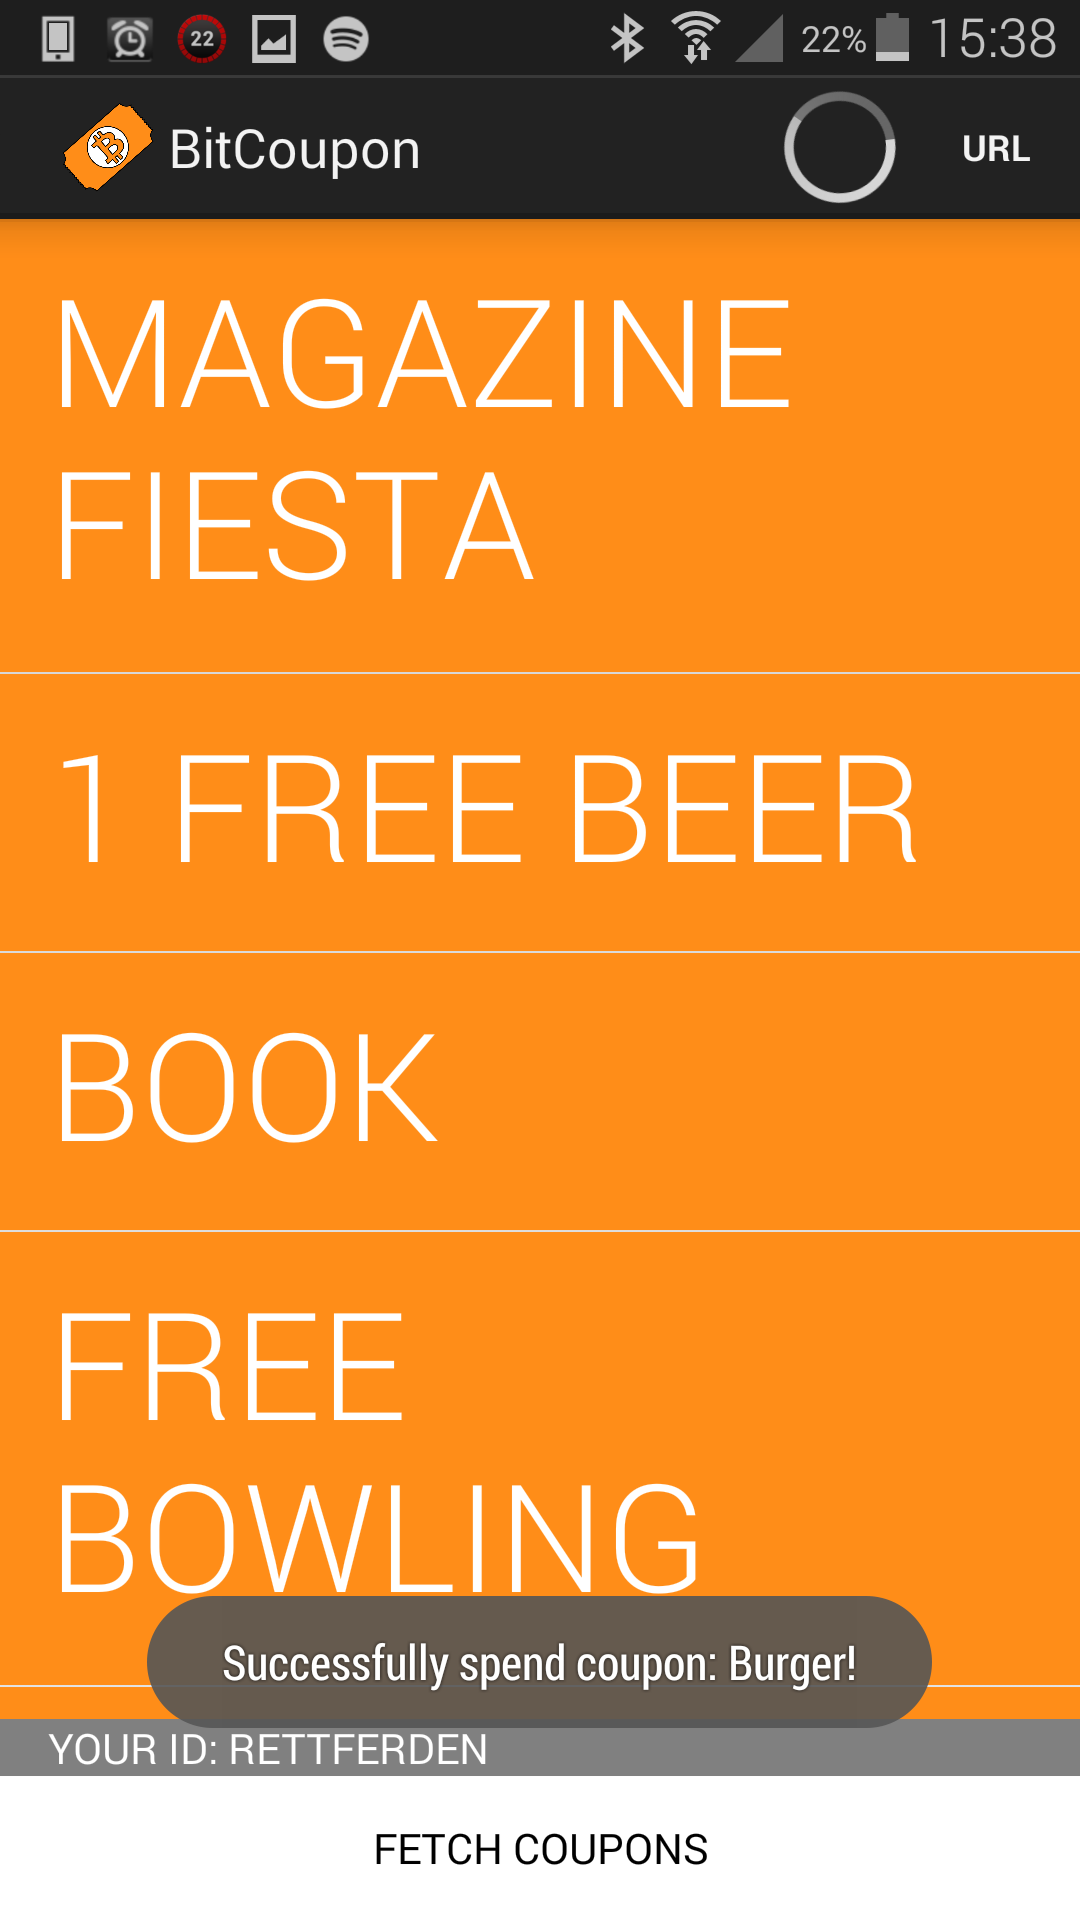 22
22%
15:38
BitCoupon
URL
MAGAZINE
FIESTA
1 FREE BEER
BOOK
FREE
BOWLING
Successfully spend coupon: Burger!
YOUR ID: RETTFERDEN
FETCH COUPONS